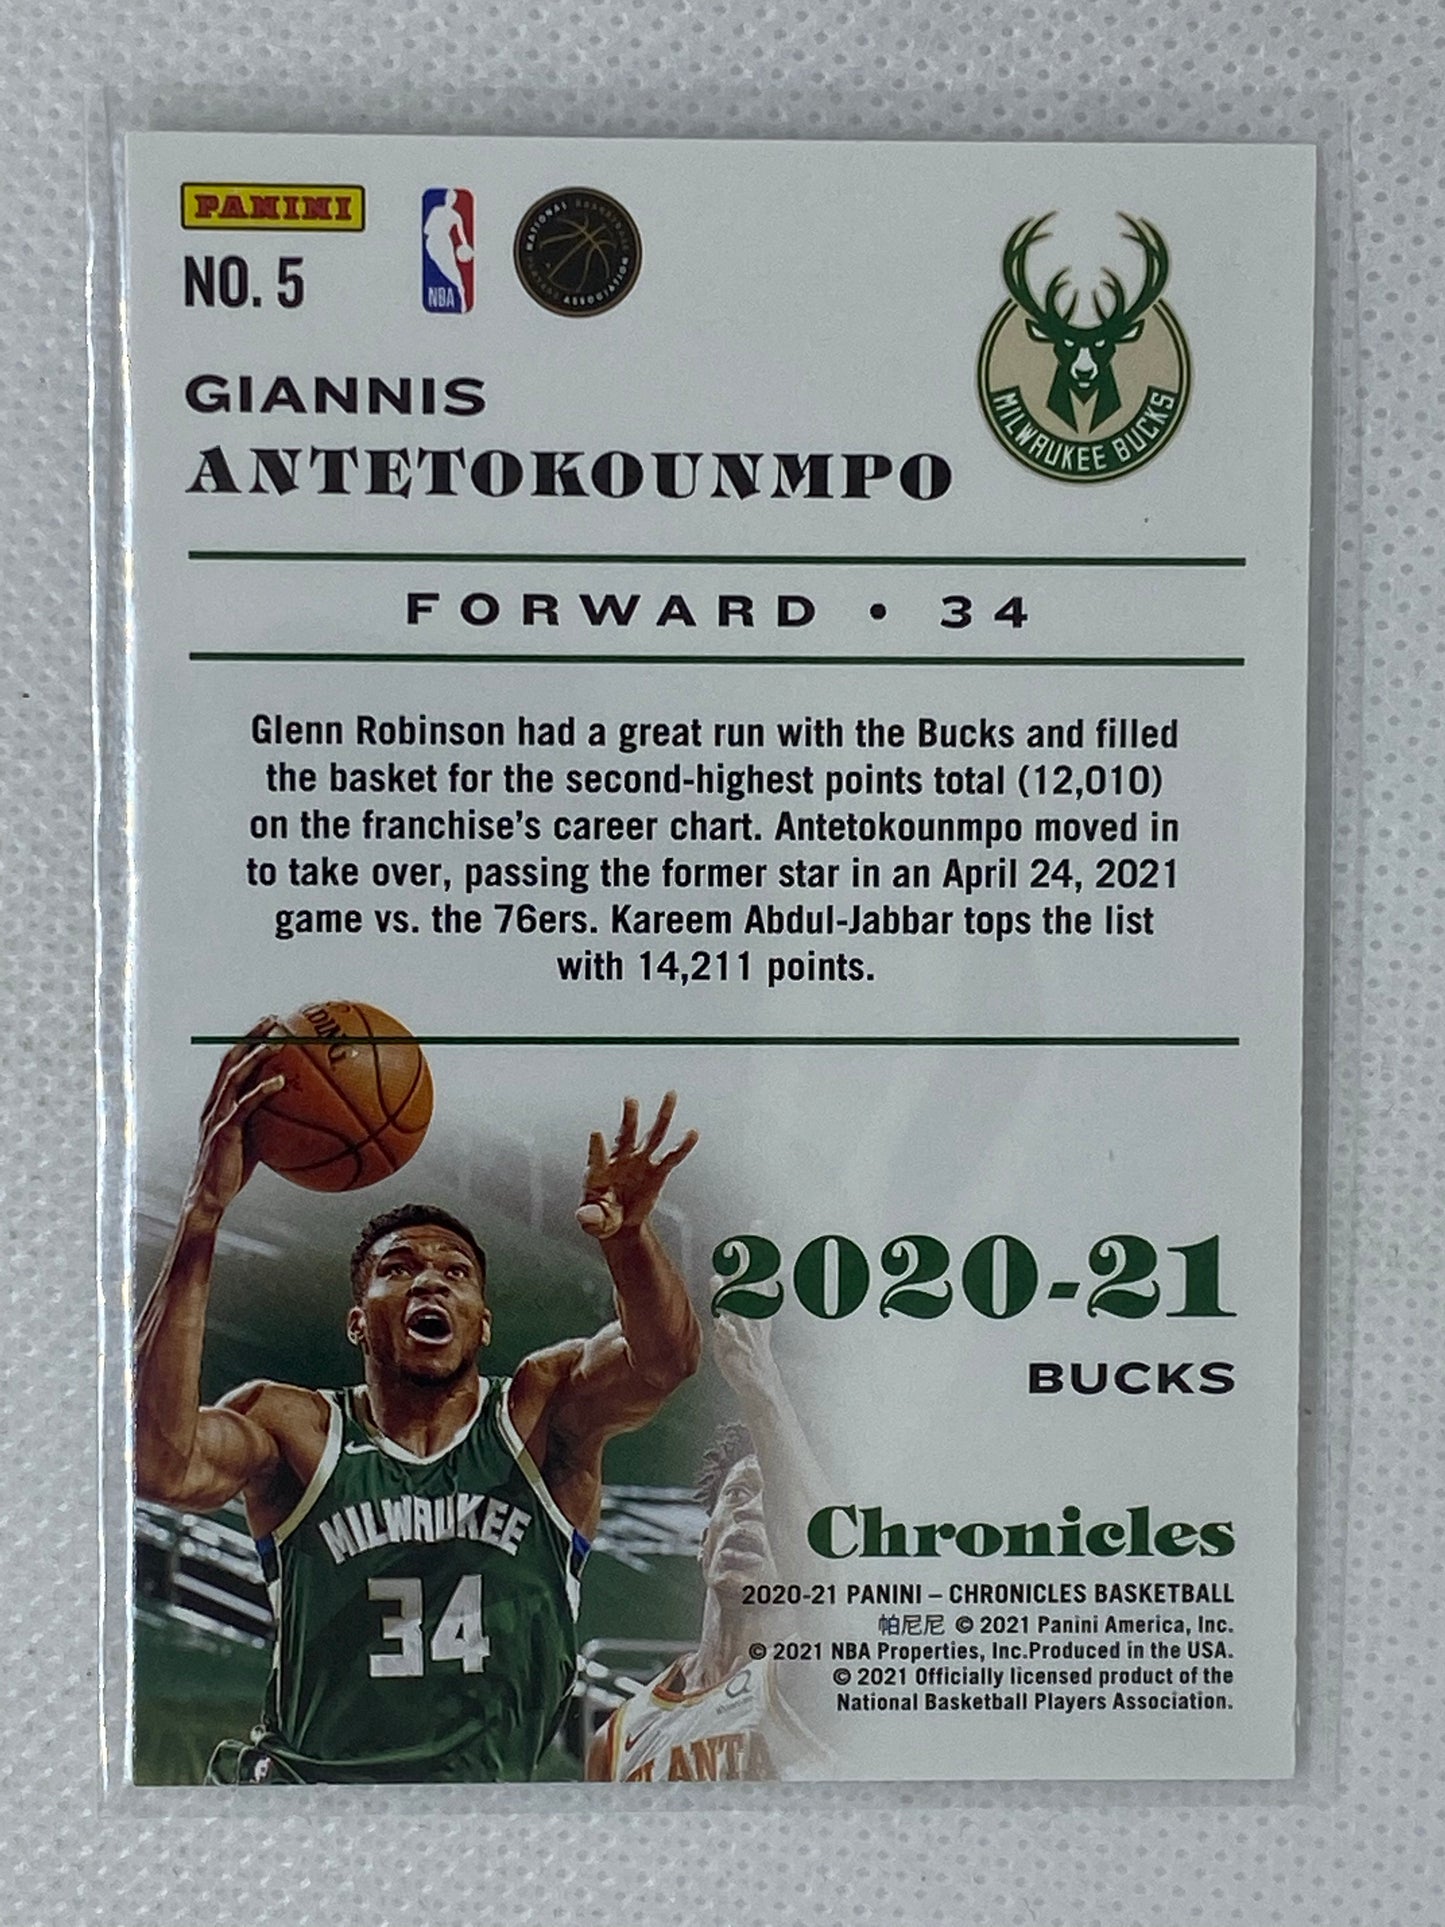 PANINI
NO. 5
NBA
NATIONAL BASKETBALL
PLAYERS ASSOCIATION
MILWAUKEE BUCKS
GIANNIS
ANTETOKOUNMPO
FORWARD • 34
Glenn Robinson had a great run with the Bucks and filled
the basket for the second-highest points total (12,010)
on the franchise's career chart. Antetokounmpo moved in
to take over, passing the former star in an April 24, 2021
game vs. the 76ers. Kareem Abdul-Jabbar tops the list
with 14,211 points.
2020-21
BUCKS
MILWAUKEE
34
Chronicles
2020-21 PANINI – CHRONICLES BASKETBALL
帕尼尼 © 2021 Panini America, Inc.
© 2021 NBA Properties, Inc.Produced in the USA.
© 2021 Officially licensed product of the
National Basketball Players Association.